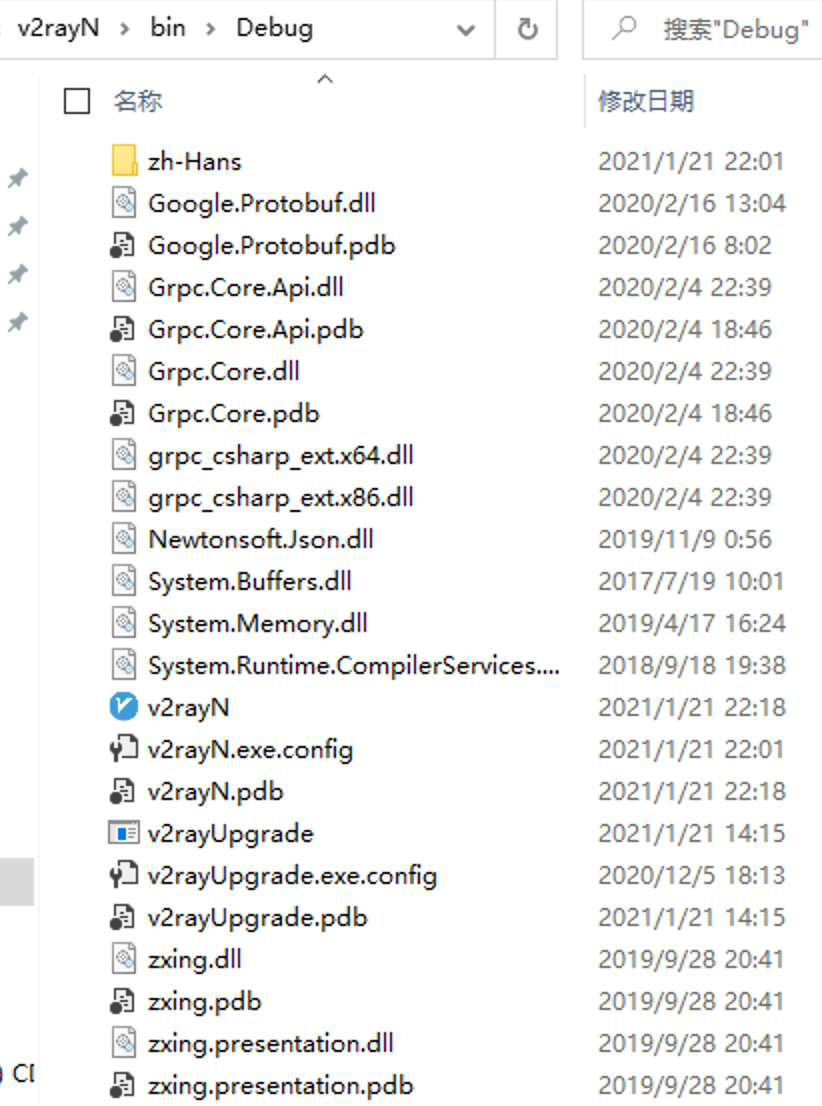 v2rayN > bin > Debug 搜索"Debug"
名称 修改日期
zh-Hans 2021/1/21 22:01
Google.Protobuf.dll 2020/2/16 13:04
Google.Protobuf.pdb 2020/2/16 8:02
Grpc.Core.Api.dll 2020/2/4 22:39
Grpc.Core.Api.pdb 2020/2/4 18:46
Grpc.Core.dll 2020/2/4 22:39
Grpc.Core.pdb 2020/2/4 18:46
grpc_csharp_ext.x64.dll 2020/2/4 22:39
grpc_csharp_ext.x86.dll 2020/2/4 22:39
Newtonsoft.Json.dll 2019/11/9 0:56
System.Buffers.dll 2017/7/19 10:01
System.Memory.dll 2019/4/17 16:24
System.Runtime.CompilerServices.... 2018/9/18 19:38
v2rayN 2021/1/21 22:18
v2rayN.exe.config 2021/1/21 22:01
v2rayN.pdb 2021/1/21 22:18
v2rayUpgrade 2021/1/21 14:15
v2rayUpgrade.exe.config 2020/12/5 18:13
v2rayUpgrade.pdb 2021/1/21 14:15
zxing.dll 2019/9/28 20:41
zxing.pdb 2019/9/28 20:41
zxing.presentation.dll 2019/9/28 20:41
zxing.presentation.pdb 2019/9/28 20:41